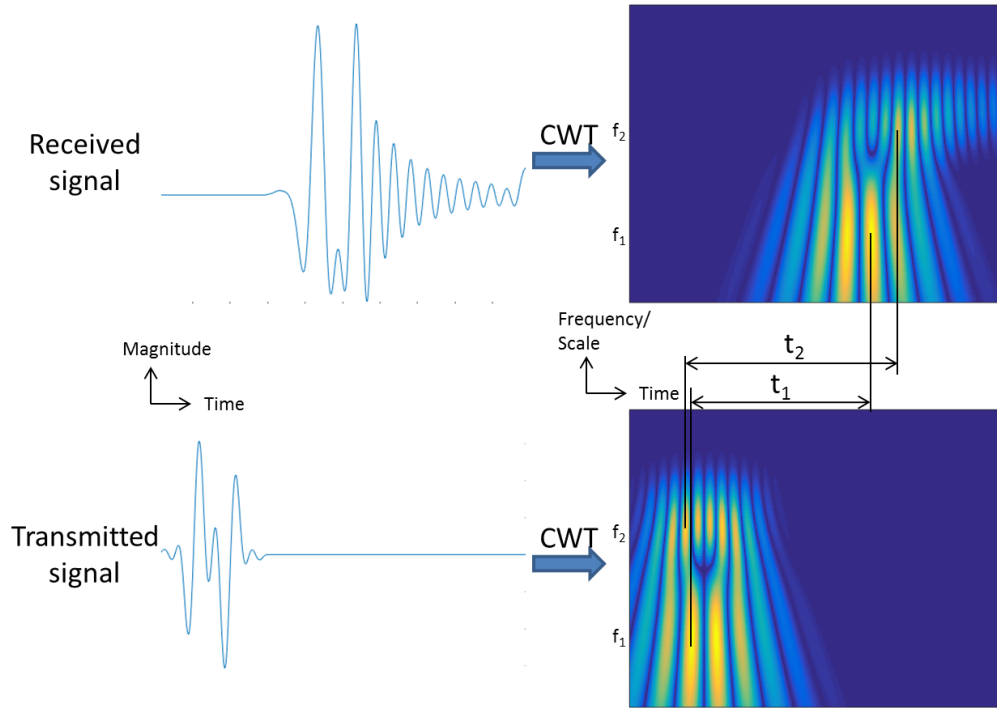 Received
signal
CWT
f₂
f₁
Magnitude
Time
Frequency/
Scale
Time
t₂
t₁
Transmitted
signal
CWT
f₂
f₁